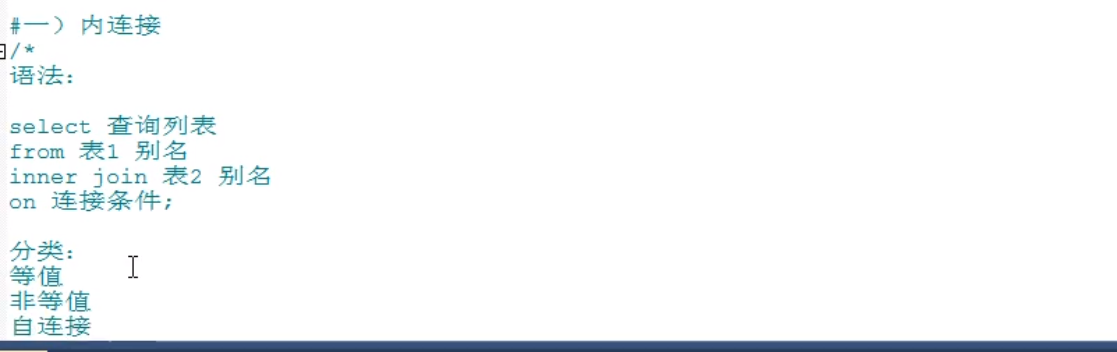 #一）内连接
/*
语法：
select 查询列表
from 表1 别名
inner join 表2 别名
on 连接条件;
分类：
等值
非等值
自连接